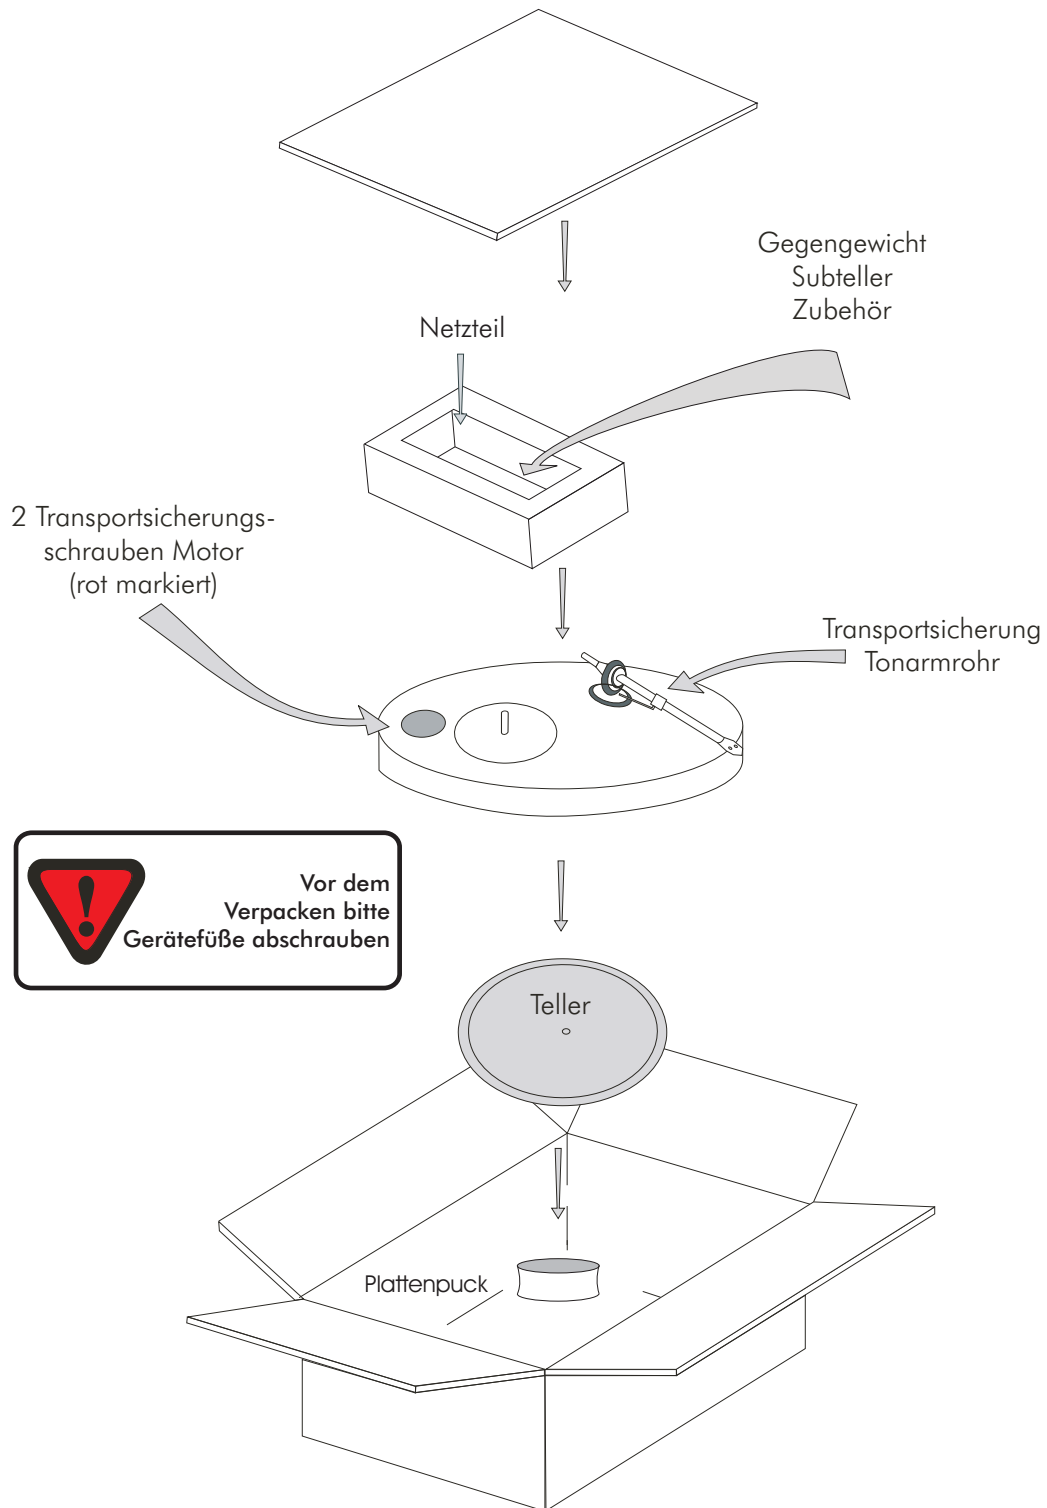 Gegengewicht
Subteller
Zubehör
Netzteil
2 Transportsicherungs-
schrauben Motor
(rot markiert)
Transportsicherung
Tonarmrohr
Vor dem
Verpacken bitte
Gerätefüße abschrauben
Teller
Plattenpuck